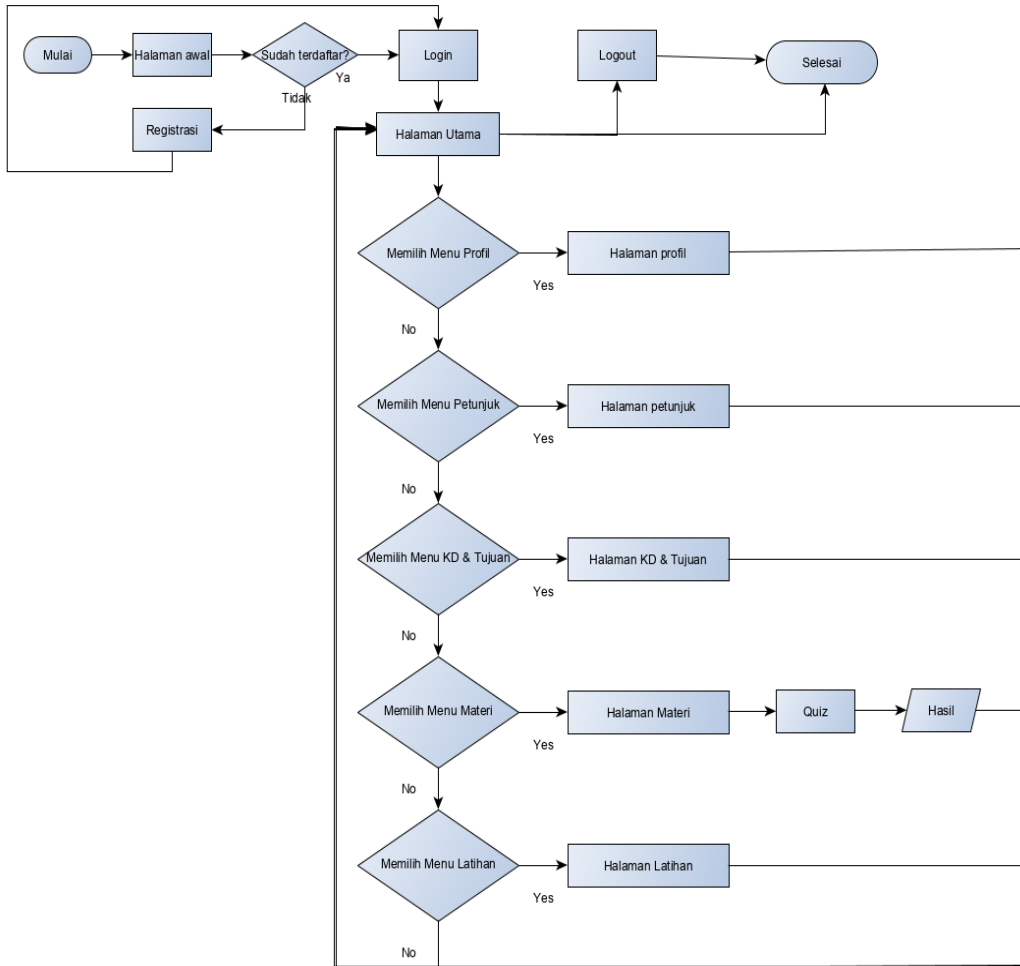 Mulai
Halaman awal
Sudah terdaftar?
Ya
Tidak
Login
Logout
Selesai
Registrasi
Halaman Utama
Memilih Menu Profil
Yes
Halaman profil
No
Memilih Menu Petunjuk
Yes
Halaman petunjuk
No
Memilih Menu KD & Tujuan
Yes
Halaman KD & Tujuan
No
Memilih Menu Materi
Yes
Halaman Materi
Quiz
Hasil
No
Memilih Menu Latihan
Yes
Halaman Latihan
No